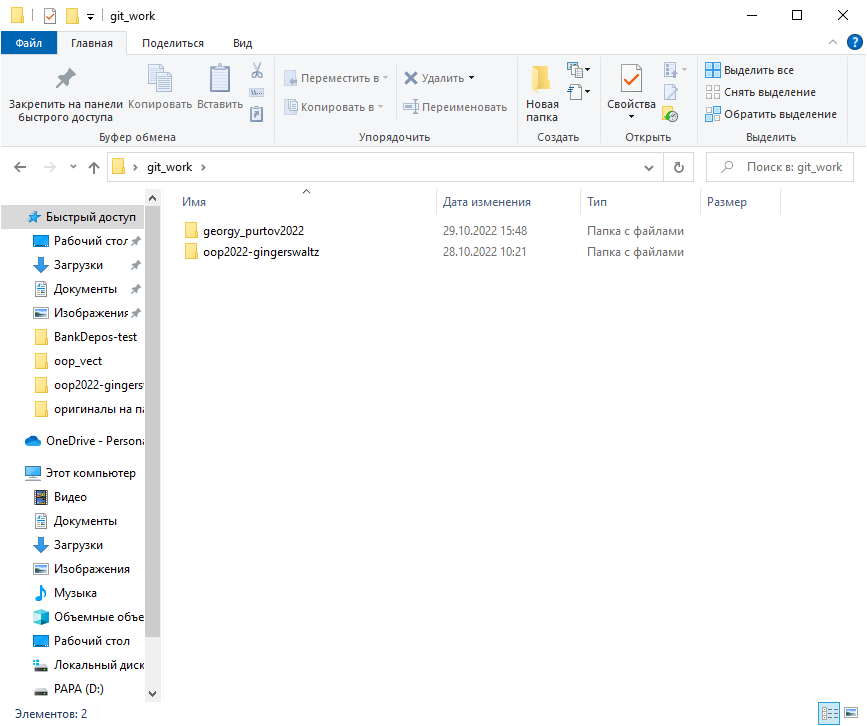 git_work
Файл Главная Поделиться Вид
Закрепить на панели быстрого доступа
Копировать
Вставить
Переместить в
Копировать в
Удалить
Переименовать
Новая папка
Свойства
Выделить все
Снять выделение
Обратить выделение
Буфер обмена Упорядочить Создать Открыть Выделить
git_work
Поиск в: git_work
Имя Дата изменения Тип Размер
georgy_purtov2022 29.10.2022 15:48 Папка с файлами
oop2022-gingerswaltz 28.10.2022 10:21 Папка с файлами
Быстрый доступ
Рабочий стол
Загрузки
Документы
Изображения
BankDepos-test
oop_vect
oop2022-gingers
оригиналы на па
OneDrive - Persona
Этот компьютер
Видео
Документы
Загрузки
Изображения
Музыка
Объемные объе
Рабочий стол
Локальный диск
PAPA (D:)
Элементов: 2